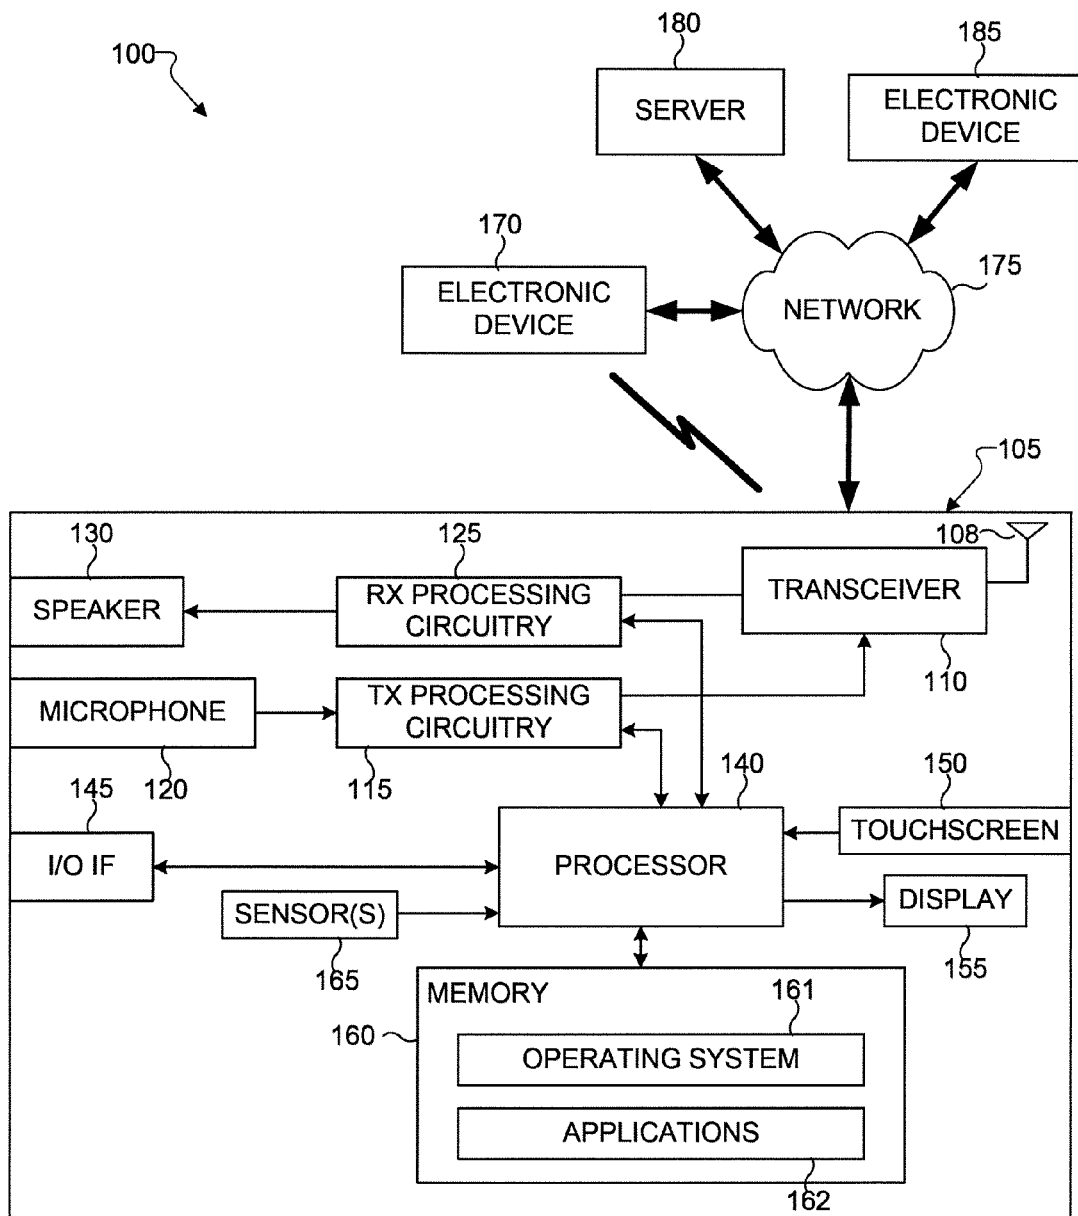 100
180
185
SERVER
ELECTRONIC
DEVICE
170
175
ELECTRONIC
DEVICE
NETWORK
105
130
125
108
SPEAKER
RX PROCESSING
CIRCUITRY
TRANSCEIVER
110
MICROPHONE
TX PROCESSING
CIRCUITRY
120
115
140
150
145
I/O IF
PROCESSOR
TOUCHSCREEN
SENSOR(S)
DISPLAY
165
155
MEMORY
161
160
OPERATING SYSTEM
APPLICATIONS
162